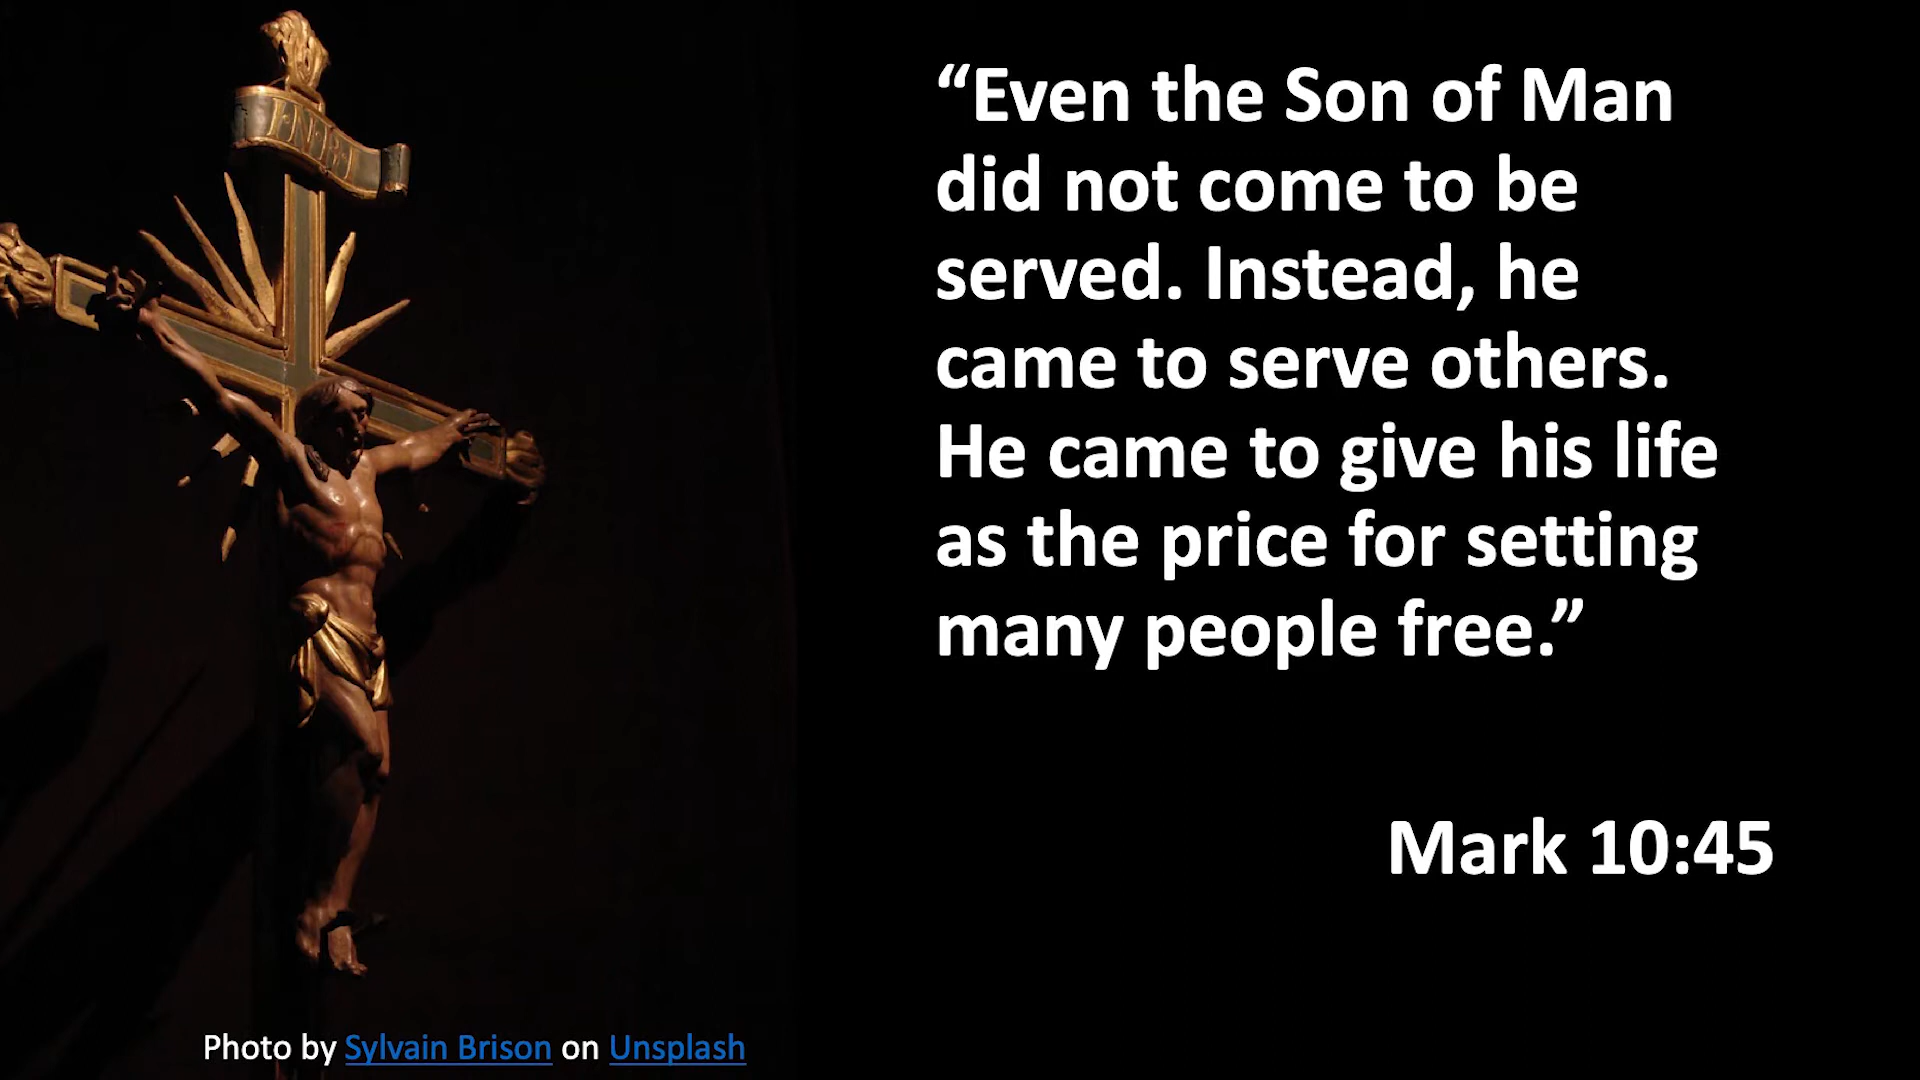 INRI
“Even the Son of Man
did not come to be
served. Instead, he
came to serve others.
He came to give his life
as the price for setting
many people free.”
Mark 10:45
Photo by Sylvain Brison on Unsplash